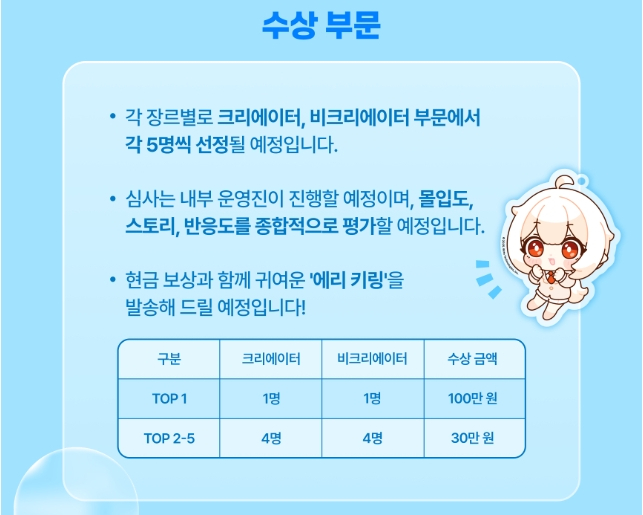 수상 부문
• 각 장르별로 크리에이터, 비크리에이터 부문에서
각 5명씩 선정될 예정입니다.
• 심사는 내부 운영진이 진행할 예정이며, 몰입도,
스토리, 반응도를 종합적으로 평가할 예정입니다.
• 현금 보상과 함께 귀여운 '에리 키링'을
발송해 드릴 예정입니다!
구분 크리에이터 비크리에이터 수상 금액
TOP 1 1명 1명 100만 원
TOP 2-5 4명 4명 30만 원